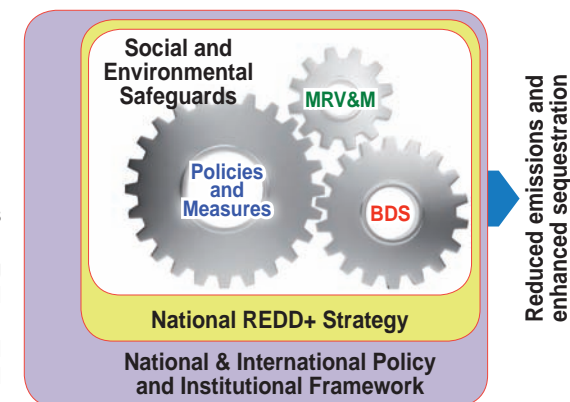 Social and
Environmental
Safeguards
MRV&M
Policies
and
Measures
BDS
National REDD+ Strategy
National & International Policy
and Institutional Framework
Reduced emissions and
enhanced sequestration